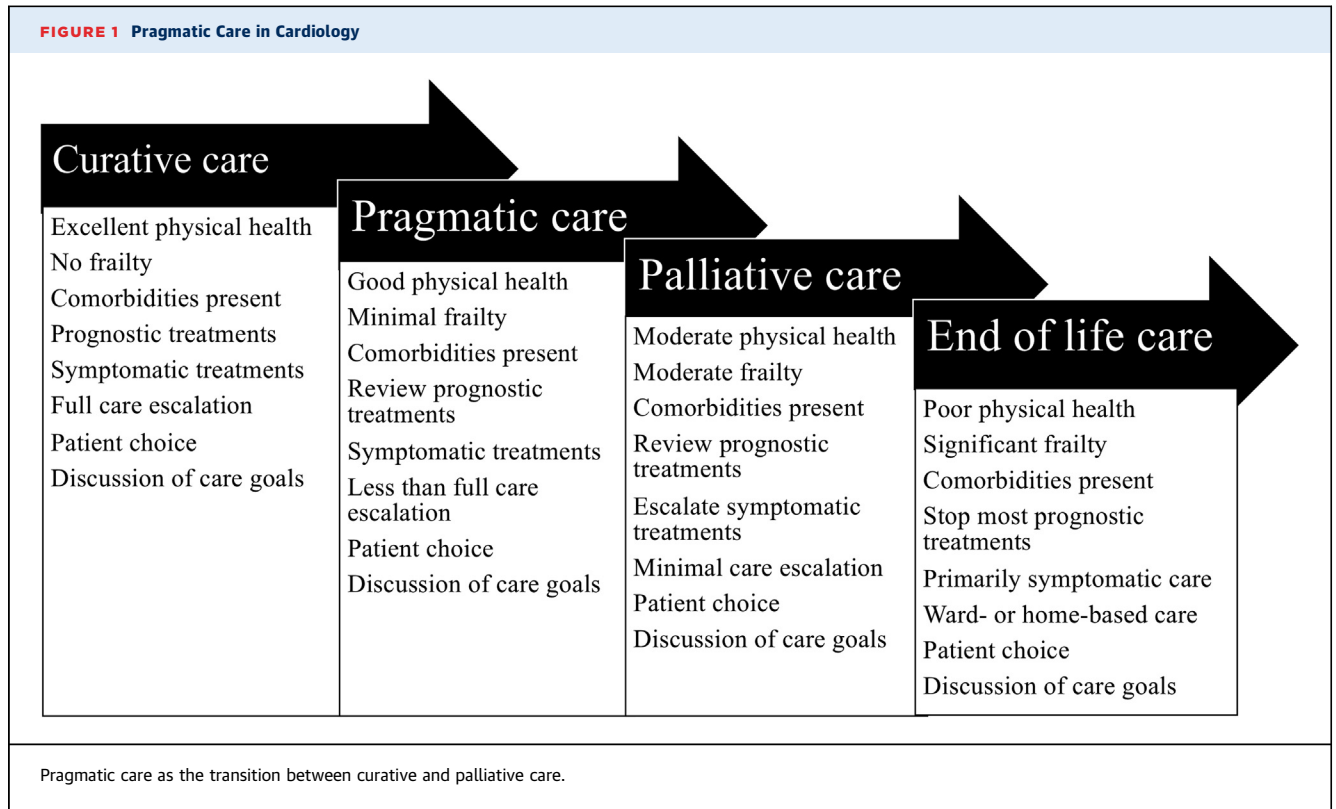 FIGURE 1 Pragmatic Care in Cardiology
Curative care
Excellent physical health
No frailty
Comorbidities present
Prognostic treatments
Symptomatic treatments
Full care escalation
Patient choice
Discussion of care goals
Pragmatic care
Good physical health
Minimal frailty
Comorbidities present
Review prognostic
treatments
Symptomatic treatments
Less than full care
escalation
Patient choice
Discussion of care goals
Palliative care
Moderate physical health
Moderate frailty
Comorbidities present
Review prognostic
treatments
Escalate symptomatic
treatments
Minimal care escalation
Patient choice
Discussion of care goals
End of life care
Poor physical health
Significant frailty
Comorbidities present
Stop most prognostic
treatments
Primarily symptomatic care
Ward- or home-based care
Patient choice
Discussion of care goals
Pragmatic care as the transition between curative and palliative care.